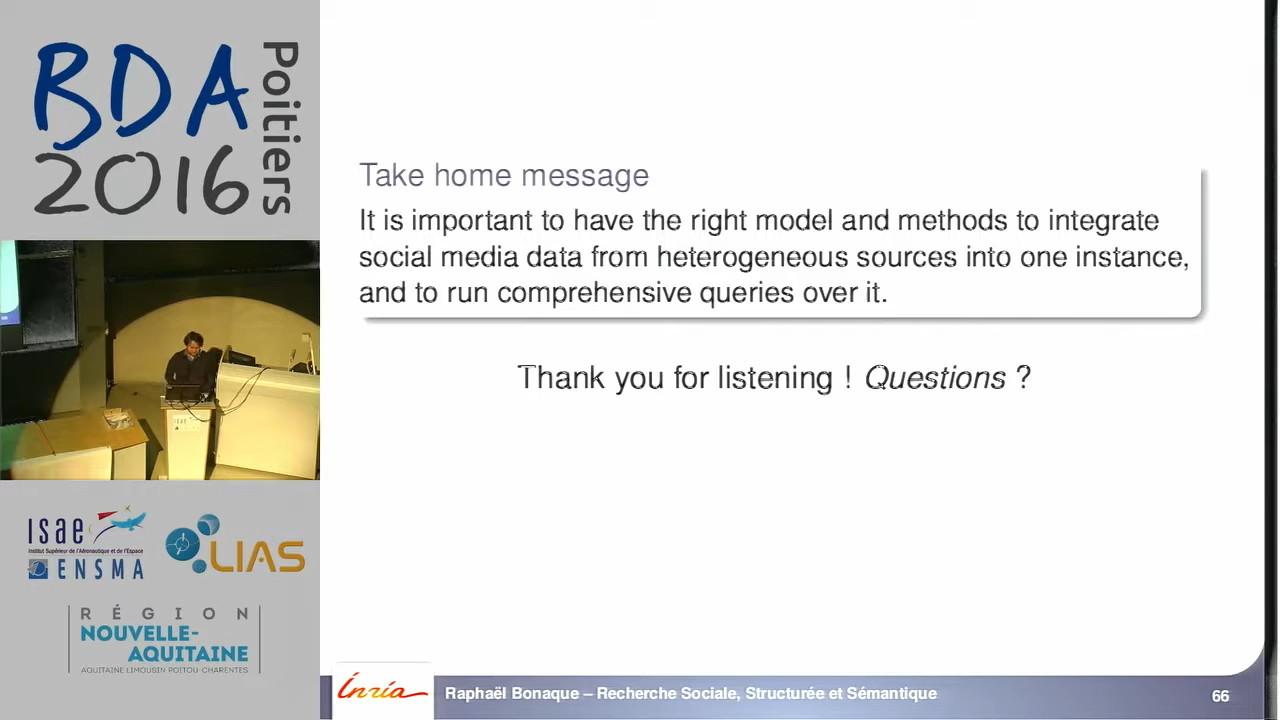 BDA
2016
Poitiers
isae
Institut Supérieur de l'Aéronautique et de l'Espace
ENSMA
LIAS
RÉGION
NOUVELLE-
AQUITAINE
AQUITAINE LIMOUSIN POITOU-CHARENTES
Take home message
It is important to have the right model and methods to integrate
social media data from heterogeneous sources into one instance,
and to run comprehensive queries over it.
Thank you for listening ! Questions ?
Inria
Raphaël Bonaque – Recherche Sociale, Structurée et Sémantique
66